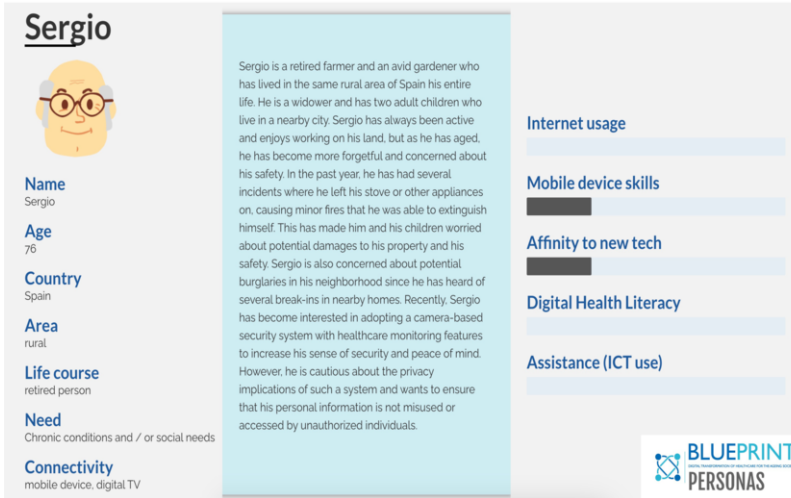 Sergio
Name
Sergio
Age
76
Country
Spain
Area
rural
Life course
retired person
Need
Chronic conditions and / or social needs
Connectivity
mobile device, digital TV
Sergio is a retired farmer and an avid gardener who
has lived in the same rural area of Spain his entire
life. He is a widower and has two adult children who
live in a nearby city. Sergio has always been active
and enjoys working on his land, but as he has aged,
he has become more forgetful and concerned about
his safety. In the past year, he has had several
incidents where he left his stove or other appliances
on, causing minor fires that he was able to extinguish
himself. This has made him and his children worried
about potential damages to his property and his
safety. Sergio is also concerned about potential
burglaries in his neighborhood since he has heard of
several break-ins in nearby homes. Recently, Sergio
has become interested in adopting a camera-based
security system with healthcare monitoring features
to increase his sense of security and peace of mind.
However, he is cautious about the privacy
implications of such a system and wants to ensure
that his personal information is not misused or
accessed by unauthorized individuals.
Internet usage
Mobile device skills
Affinity to new tech
Digital Health Literacy
Assistance (ICT use)
BLUEPRINT
DIGITAL TRANSFORMATION OF HEALTHCARE FOR THE AGEING
PERSONAS